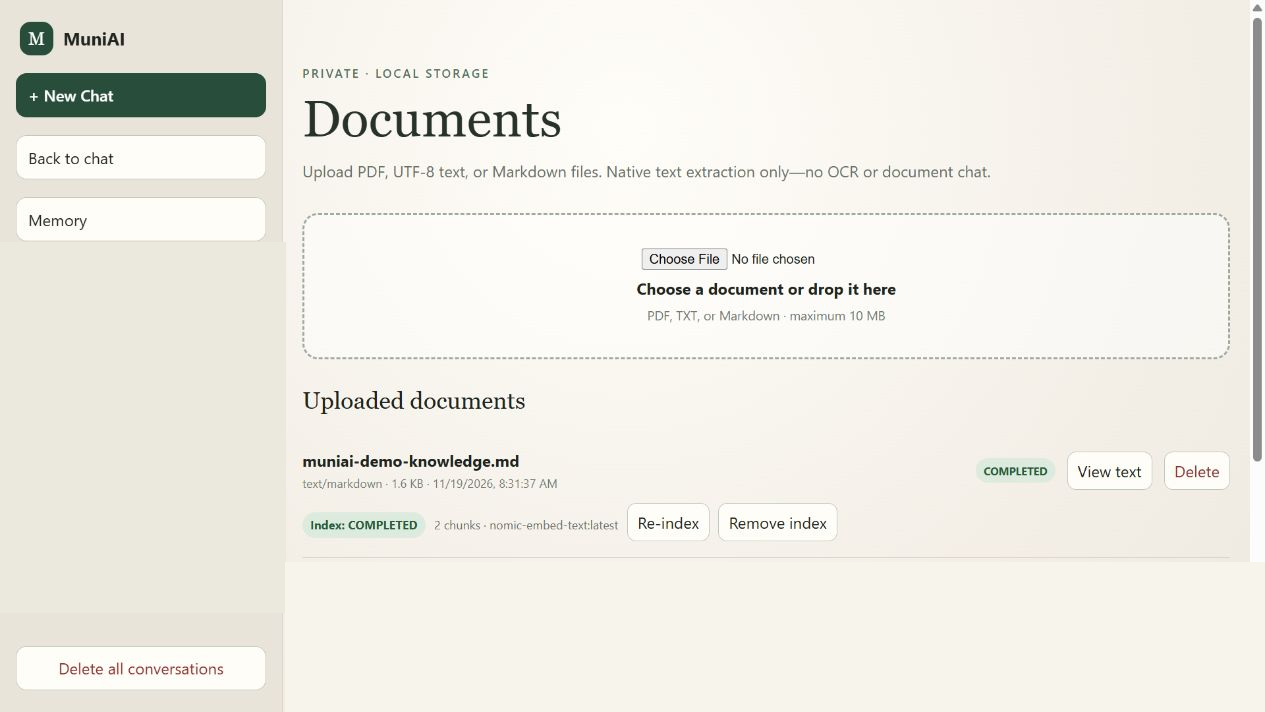 M MuniAI
+ New Chat
Back to chat
Memory
Delete all conversations
PRIVATE · LOCAL STORAGE
Documents
Upload PDF, UTF-8 text, or Markdown files. Native text extraction only—no OCR or document chat.
Choose File No file chosen
Choose a document or drop it here
PDF, TXT, or Markdown · maximum 10 MB
Uploaded documents
muniai-demo-knowledge.md
text/markdown · 1.6 KB · 11/19/2026, 8:31:37 AM
COMPLETED View text Delete
Index: COMPLETED 2 chunks · nomic-embed-text:latest Re-index Remove index